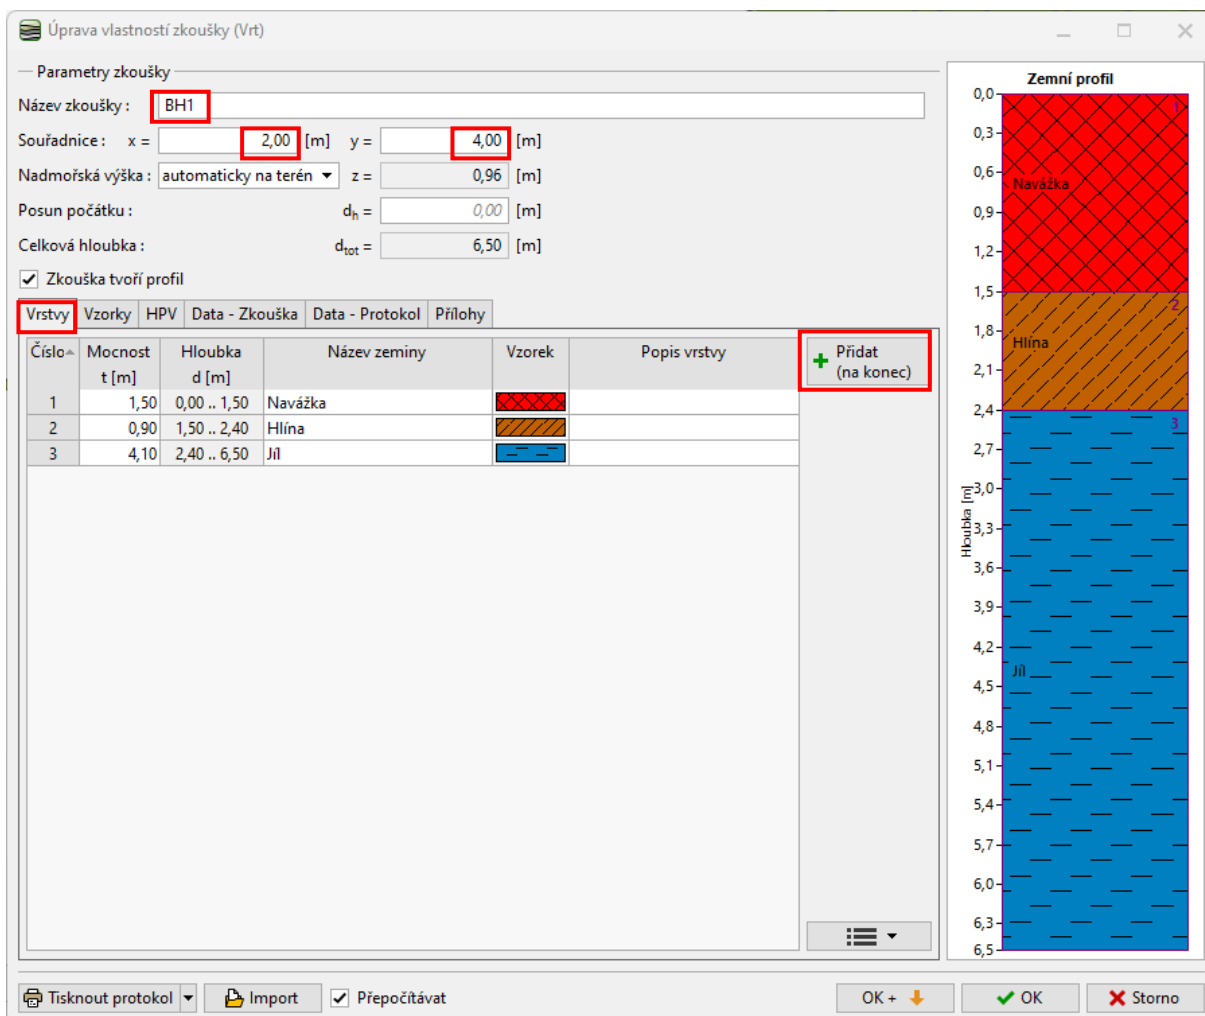 Úprava vlastností zkoušky (Vrt)
Parametry zkoušky
Název zkoušky : BH1
Souřadnice : x = 2,00 [m] y = 4,00 [m]
Nadmořská výška : automaticky na terén z = 0,96 [m]
Posun počátku : dh = 0,00 [m]
Celková hloubka : dtot = 6,50 [m]
Zkouška tvoří profil
Vrstvy Vzorky HPV Data - Zkouška Data - Protokol Přílohy
Číslo Mocnost Hloubka Název zeminy Vzorek Popis vrstvy
t [m] d [m]
1 1,50 0,00 .. 1,50 Navážka
2 0,90 1,50 .. 2,40 Hlína
3 4,10 2,40 .. 6,50 Jíl
Přidat
(na konec)
Tisknout protokol Import Přepočítávat OK + OK Storno
Zemní profil
0,0
1
0,3
0,6
Navážka
0,9
1,2
1,5
2
1,8
Hlína
2,1
2,4
3
2,7
3,0
Hloubka [m]
3,3
3,6
3,9
4,2
Jíl
4,5
4,8
5,1
5,4
5,7
6,0
6,3
6,5